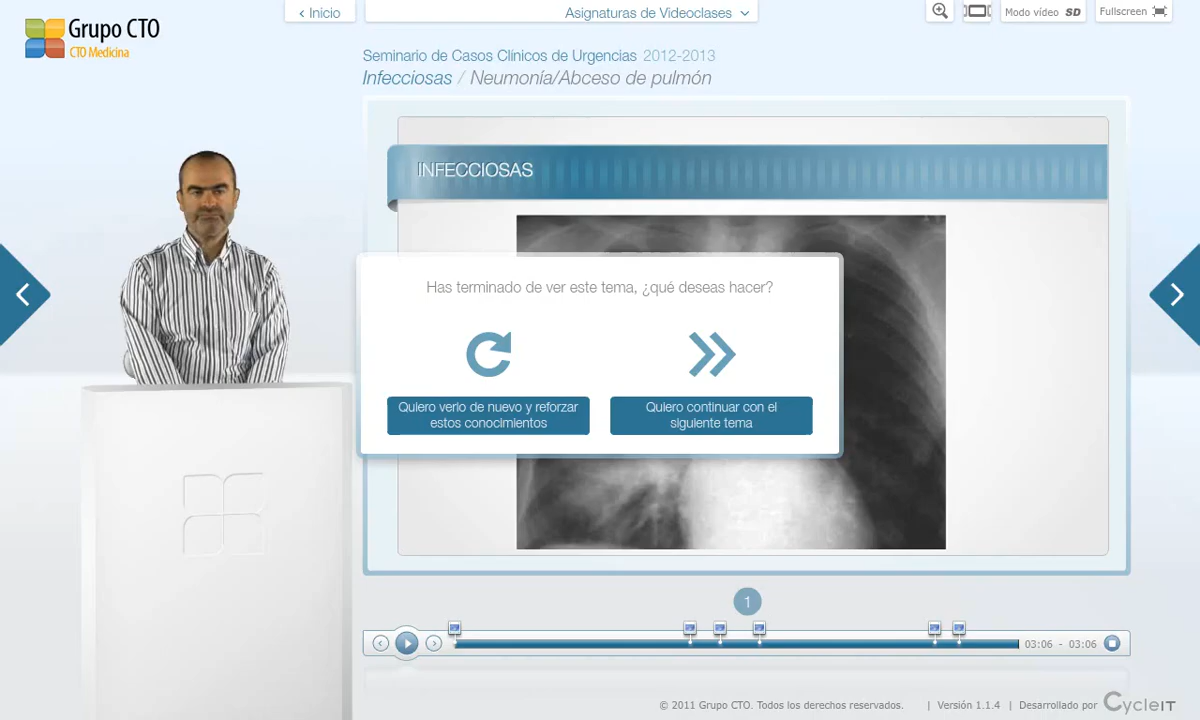 Grupo CTO
CTO Medicina
‹ Inicio
Asignaturas de Videoclases
Modo vídeo SD
Fullscreen
Seminario de Casos Clínicos de Urgencias 2012-2013
Infecciosas / Neumonía/Abceso de pulmón
INFECCIOSAS
Has terminado de ver este tema, ¿qué deseas hacer?
Quiero verlo de nuevo y reforzar
estos conocimientos
Quiero continuar con el
siguiente tema
1
03:06 - 03:06
© 2011 Grupo CTO. Todos los derechos reservados. | Versión 1.1.4 | Desarrollado por CycleIT